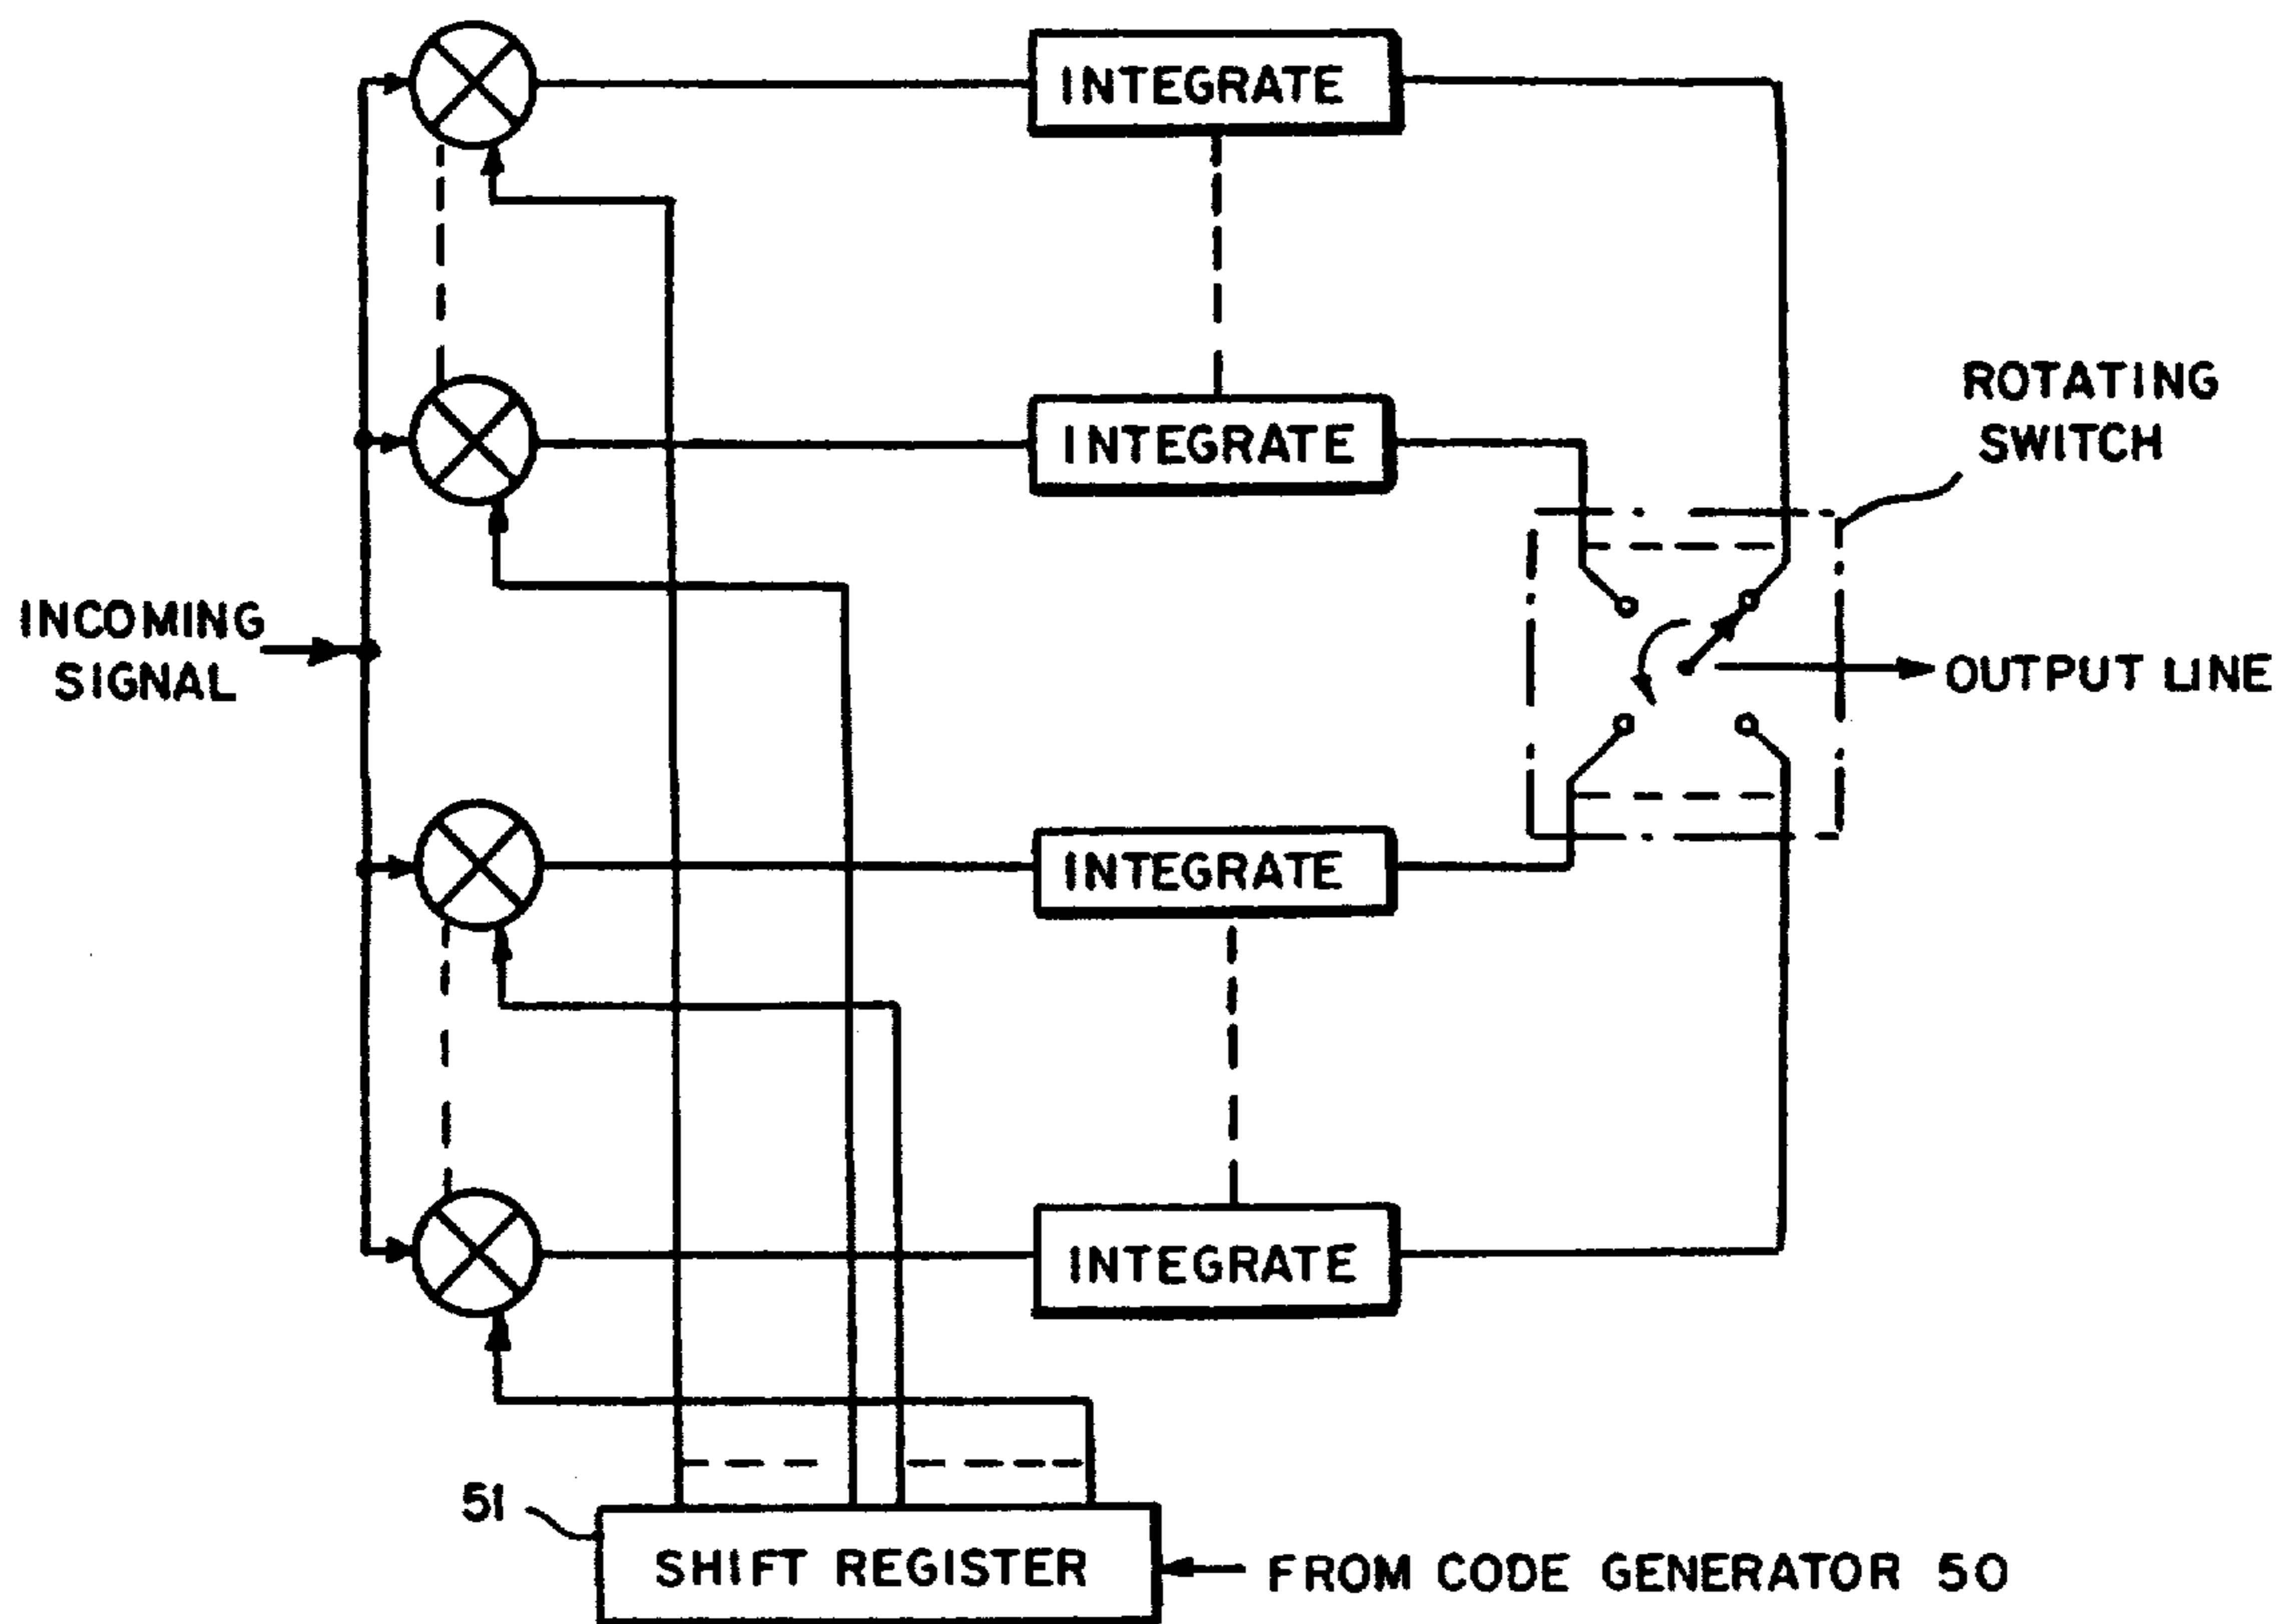 INTEGRATE
INTEGRATE
ROTATING
SWITCH
INCOMING
SIGNAL
OUTPUT LINE
INTEGRATE
INTEGRATE
51
SHIFT REGISTER
FROM CODE GENERATOR 50